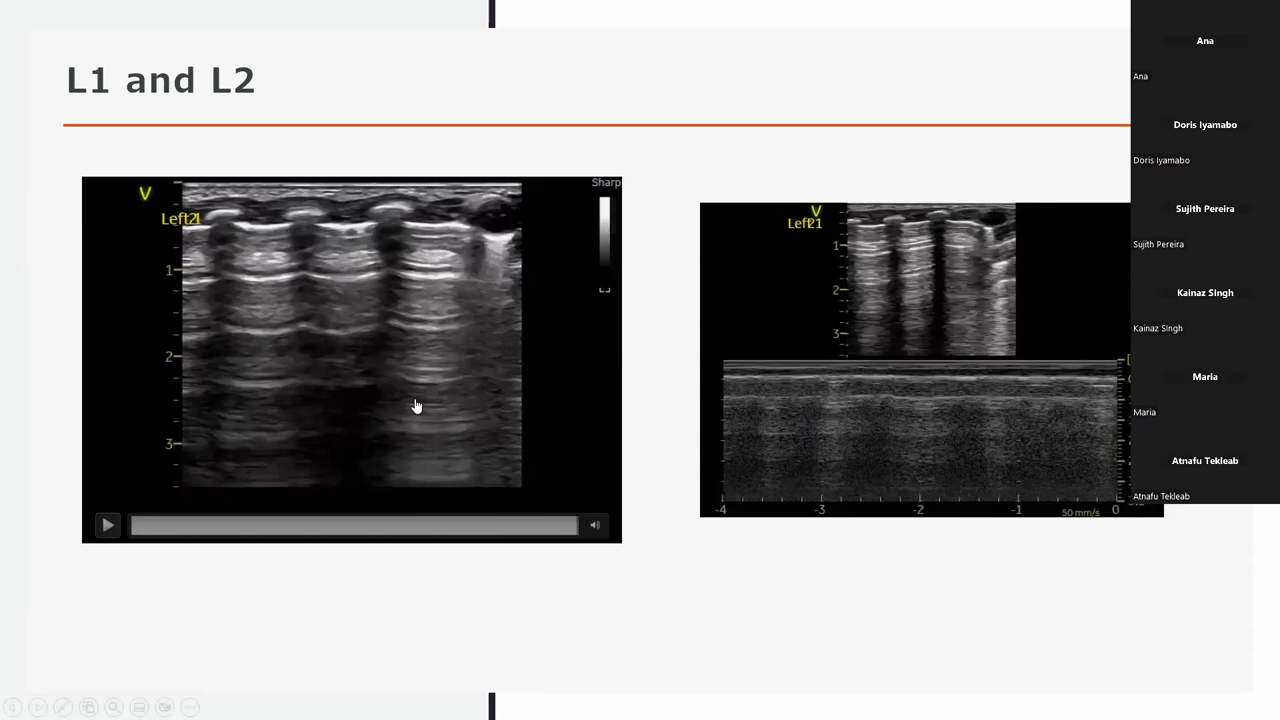 L1 and L2
V
Sharp
Left21
1
2
3
V
1
2
3
-4
-3
-2
-1
0
50 mm/s
Ana
Ana
Doris Iyamabo
Doris Iyamabo
Sujith Pereira
Sujith Pereira
Kainaz SIngh
Kainaz SIngh
Maria
Maria
Atnafu Tekleab
Atnafu Tekleab